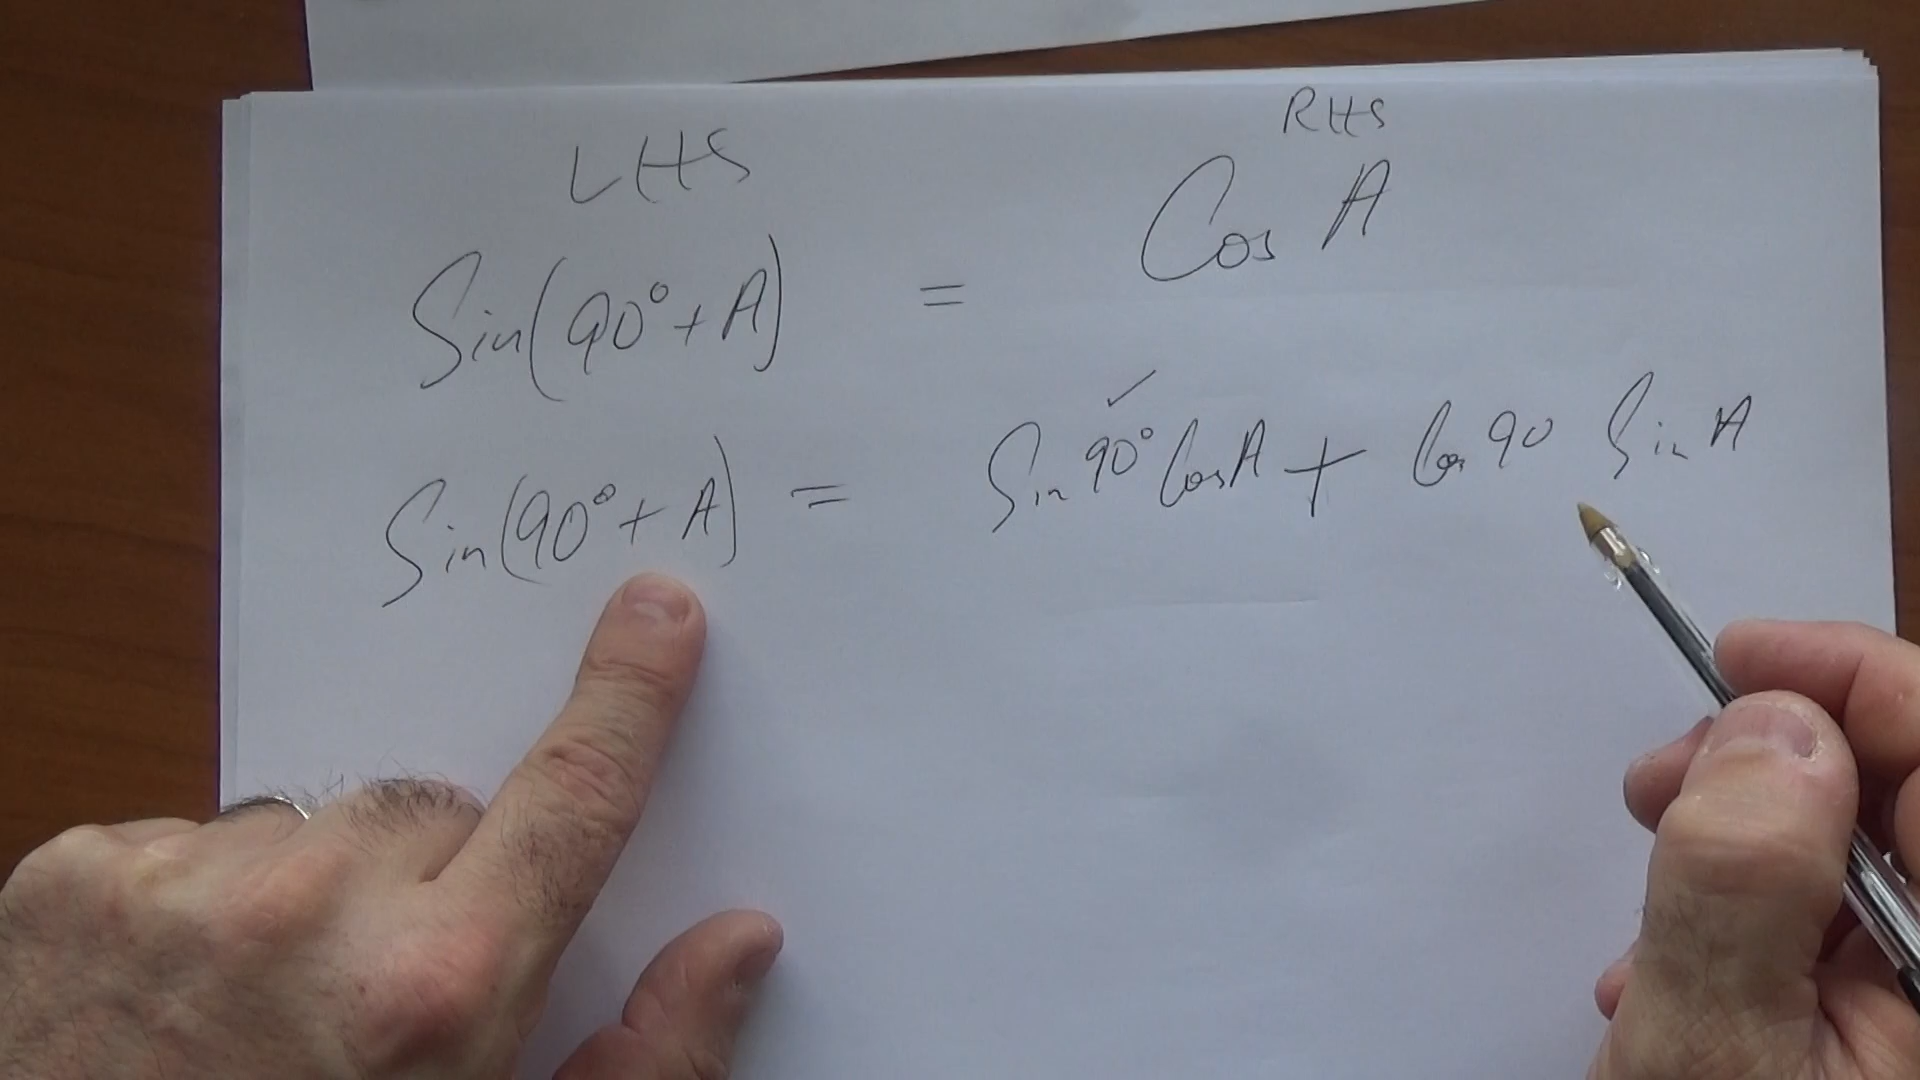 LHS RHS
Sin(90°+A) = Cos A
Sin(90°+A) = Sin 90° Cos A + Cos 90 Sin A